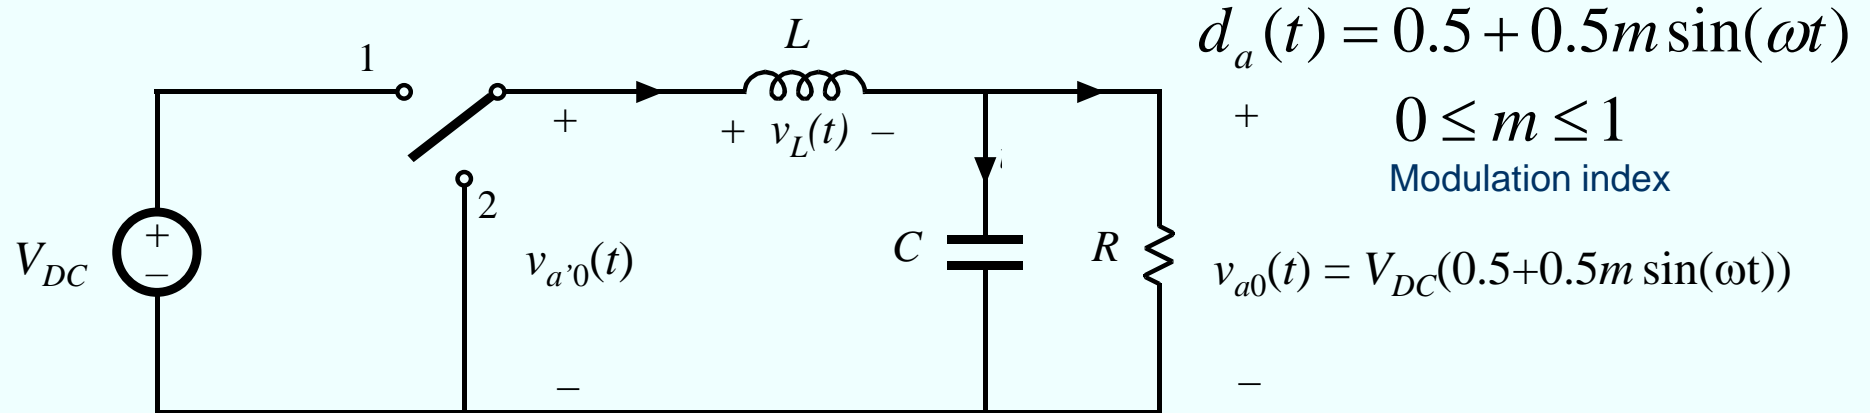 L
d_a(t) = 0.5 + 0.5m sin(ωt)
1
+
+ v_L(t) –
+
0 ≤ m ≤ 1
Modulation index
2
+
–
V_DC
v_a'0(t)
C
R
v_a0(t) = V_DC(0.5+0.5m sin(ωt))
–
–